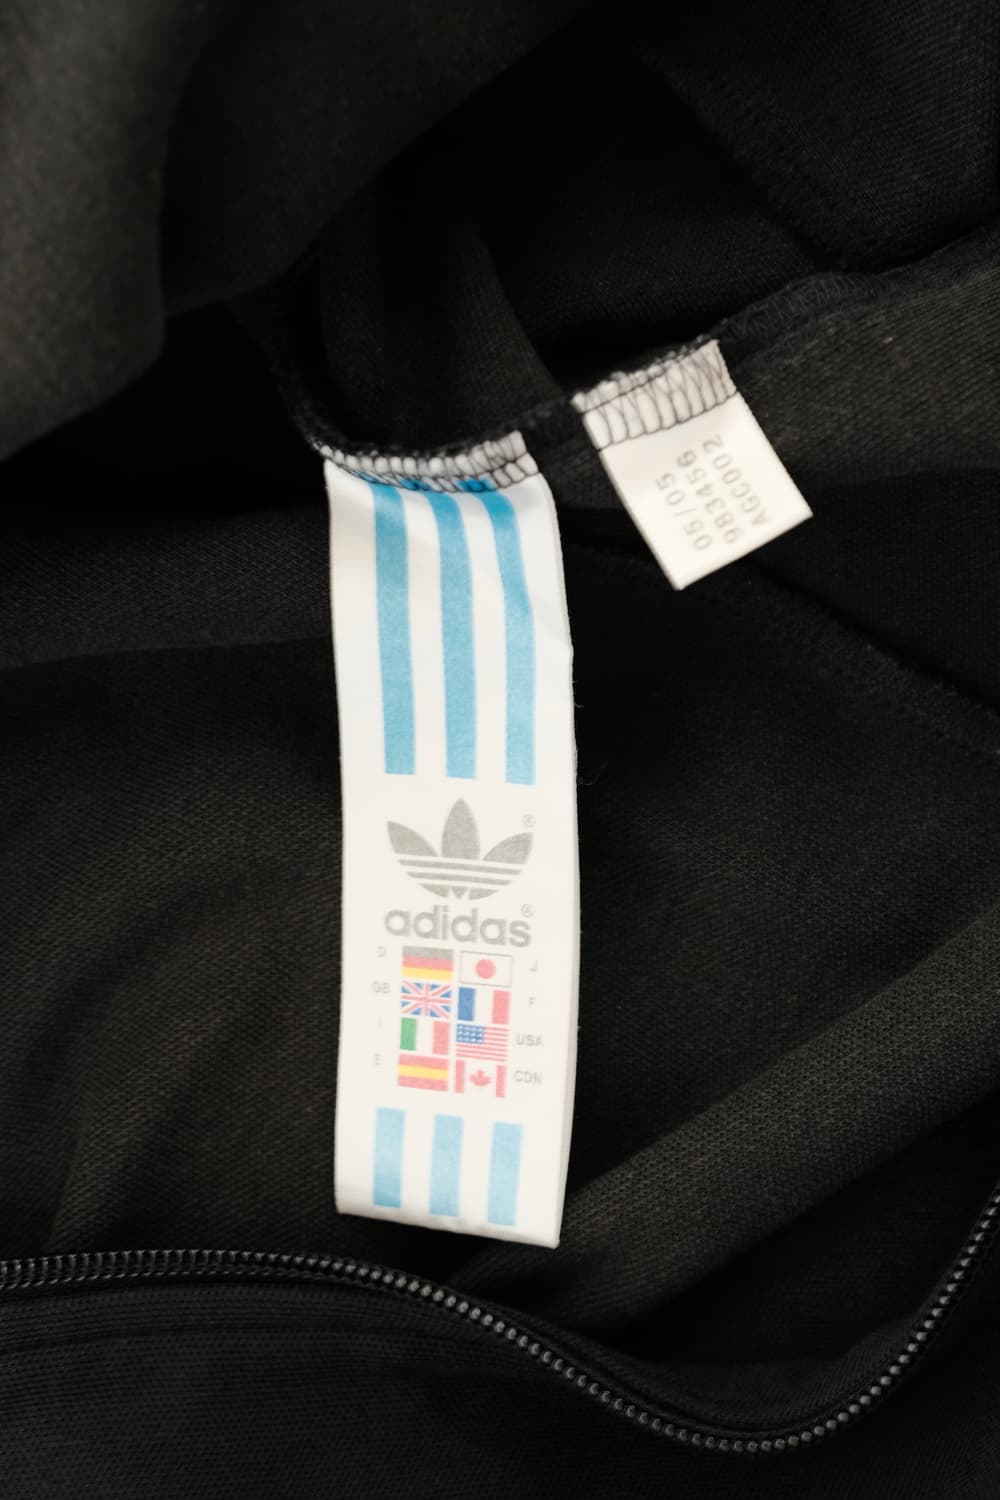 05/05
983456
AGC002
®
adidas®
D J
GB F
I USA
E CDN